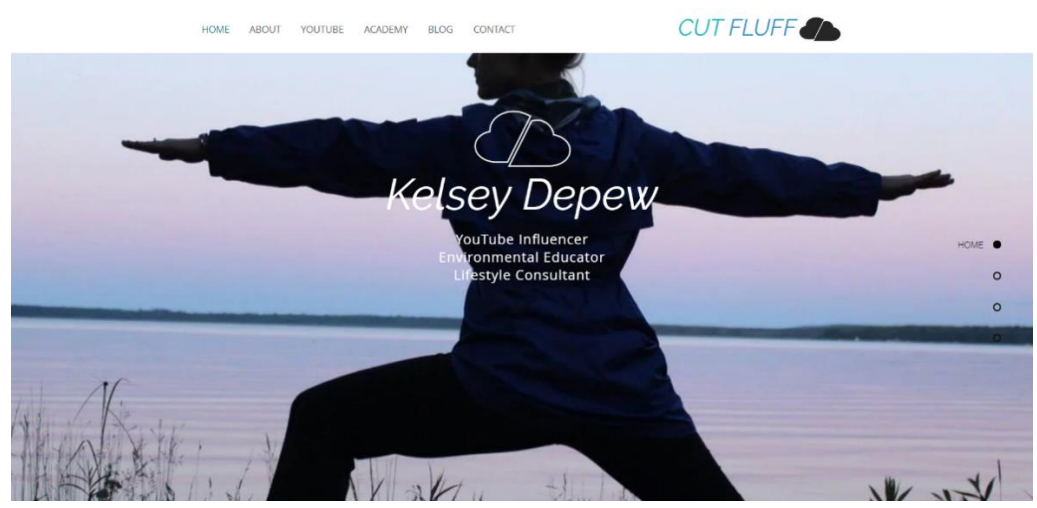 HOME ABOUT YOUTUBE ACADEMY BLOG CONTACT
CUT FLUFF
Kelsey Depew
YouTube Influencer
Environmental Educator
Lifestyle Consultant
HOME